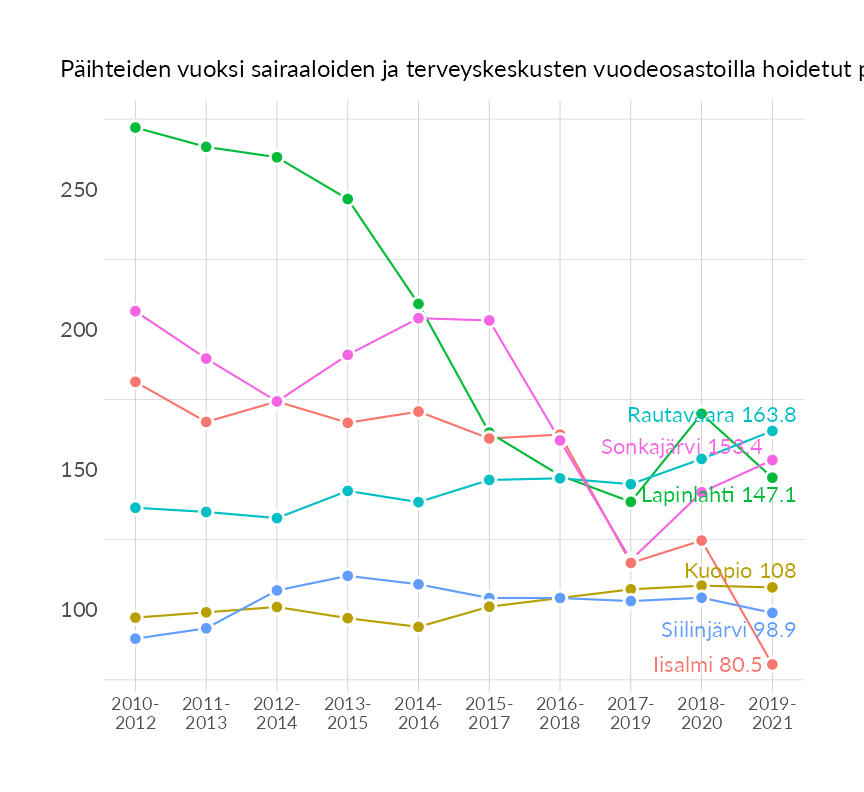 Päihteiden vuoksi sairaaloiden ja terveyskeskusten vuodeosastoilla hoidetut
250
200
150
100
Rautavaara 163.8
Sonkajärvi 153.4
Lapinlahti 147.1
Kuopio 108
Siilinjärvi 98.9
Iisalmi 80.5
2010- 2011- 2012- 2013- 2014- 2015- 2016- 2017- 2018- 2019-
2012 2013 2014 2015 2016 2017 2018 2019 2020 2021